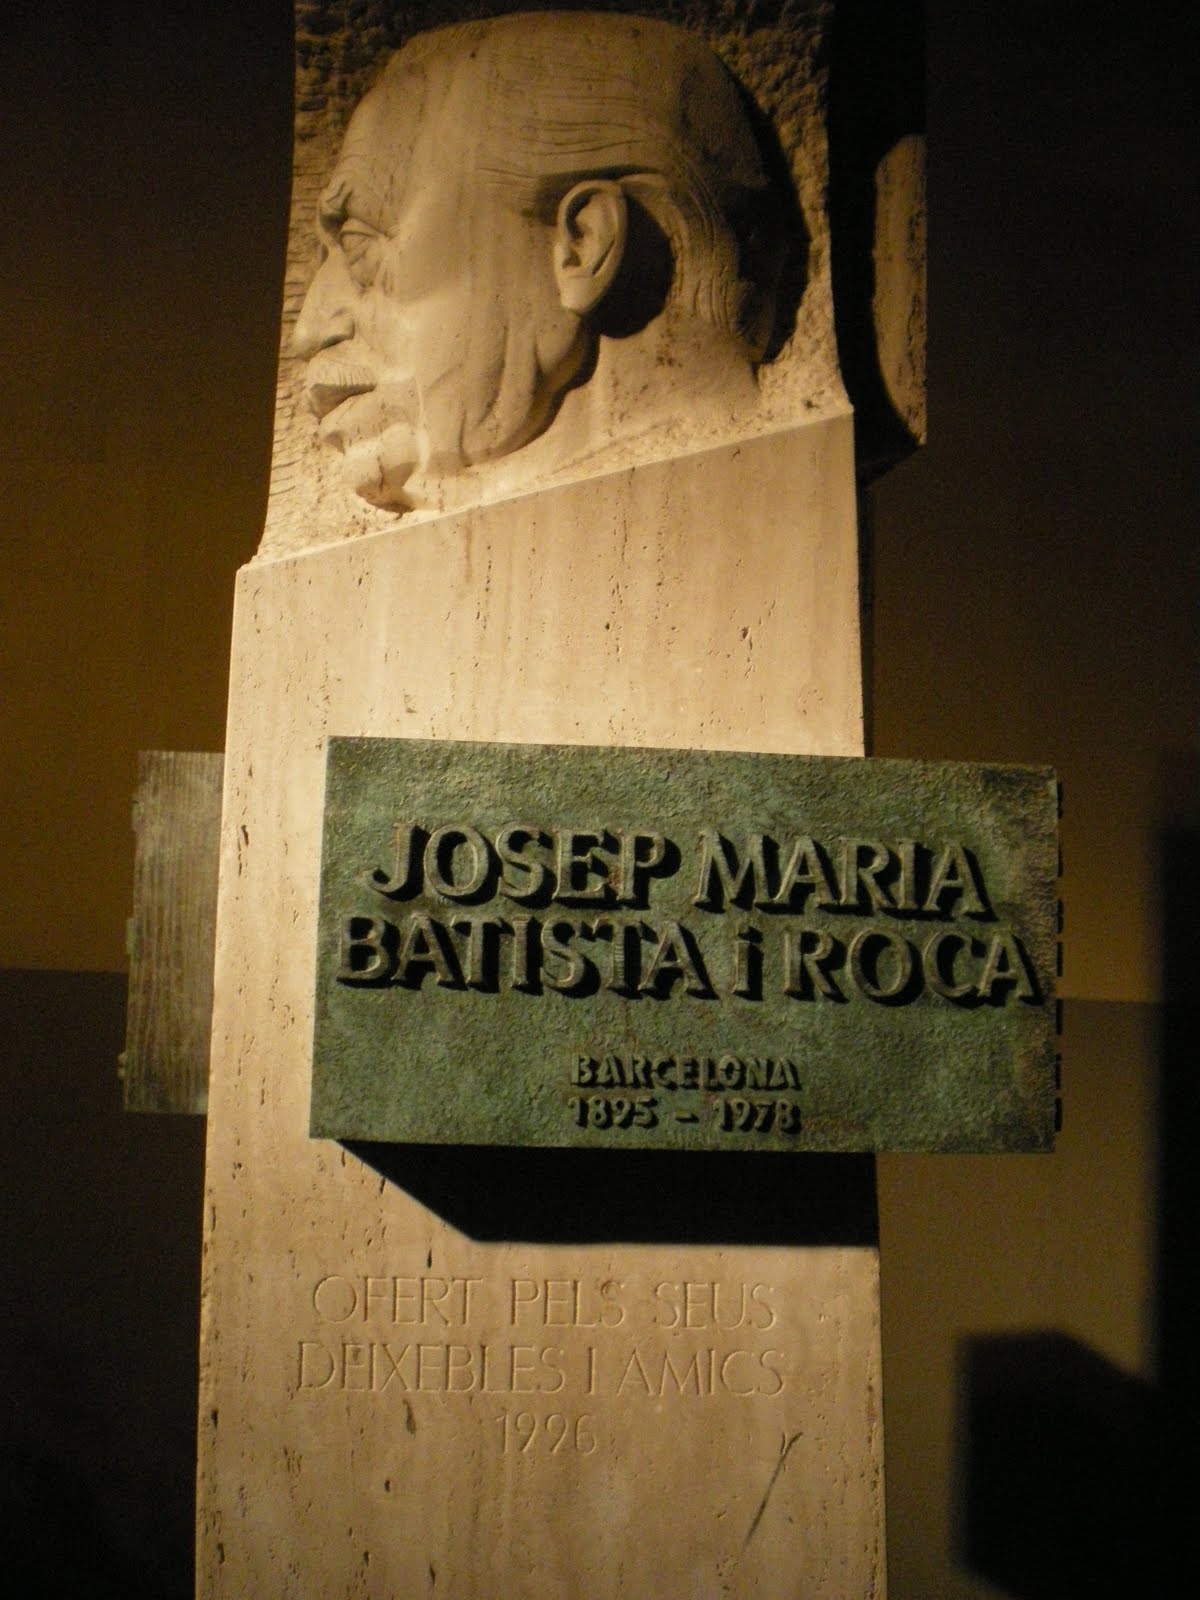 JOSEP MARIA
BATISTA i ROCA
BARCELONA
1895 - 1978
OFERT PELS SEUS
DEIXEBLES I AMICS
1996